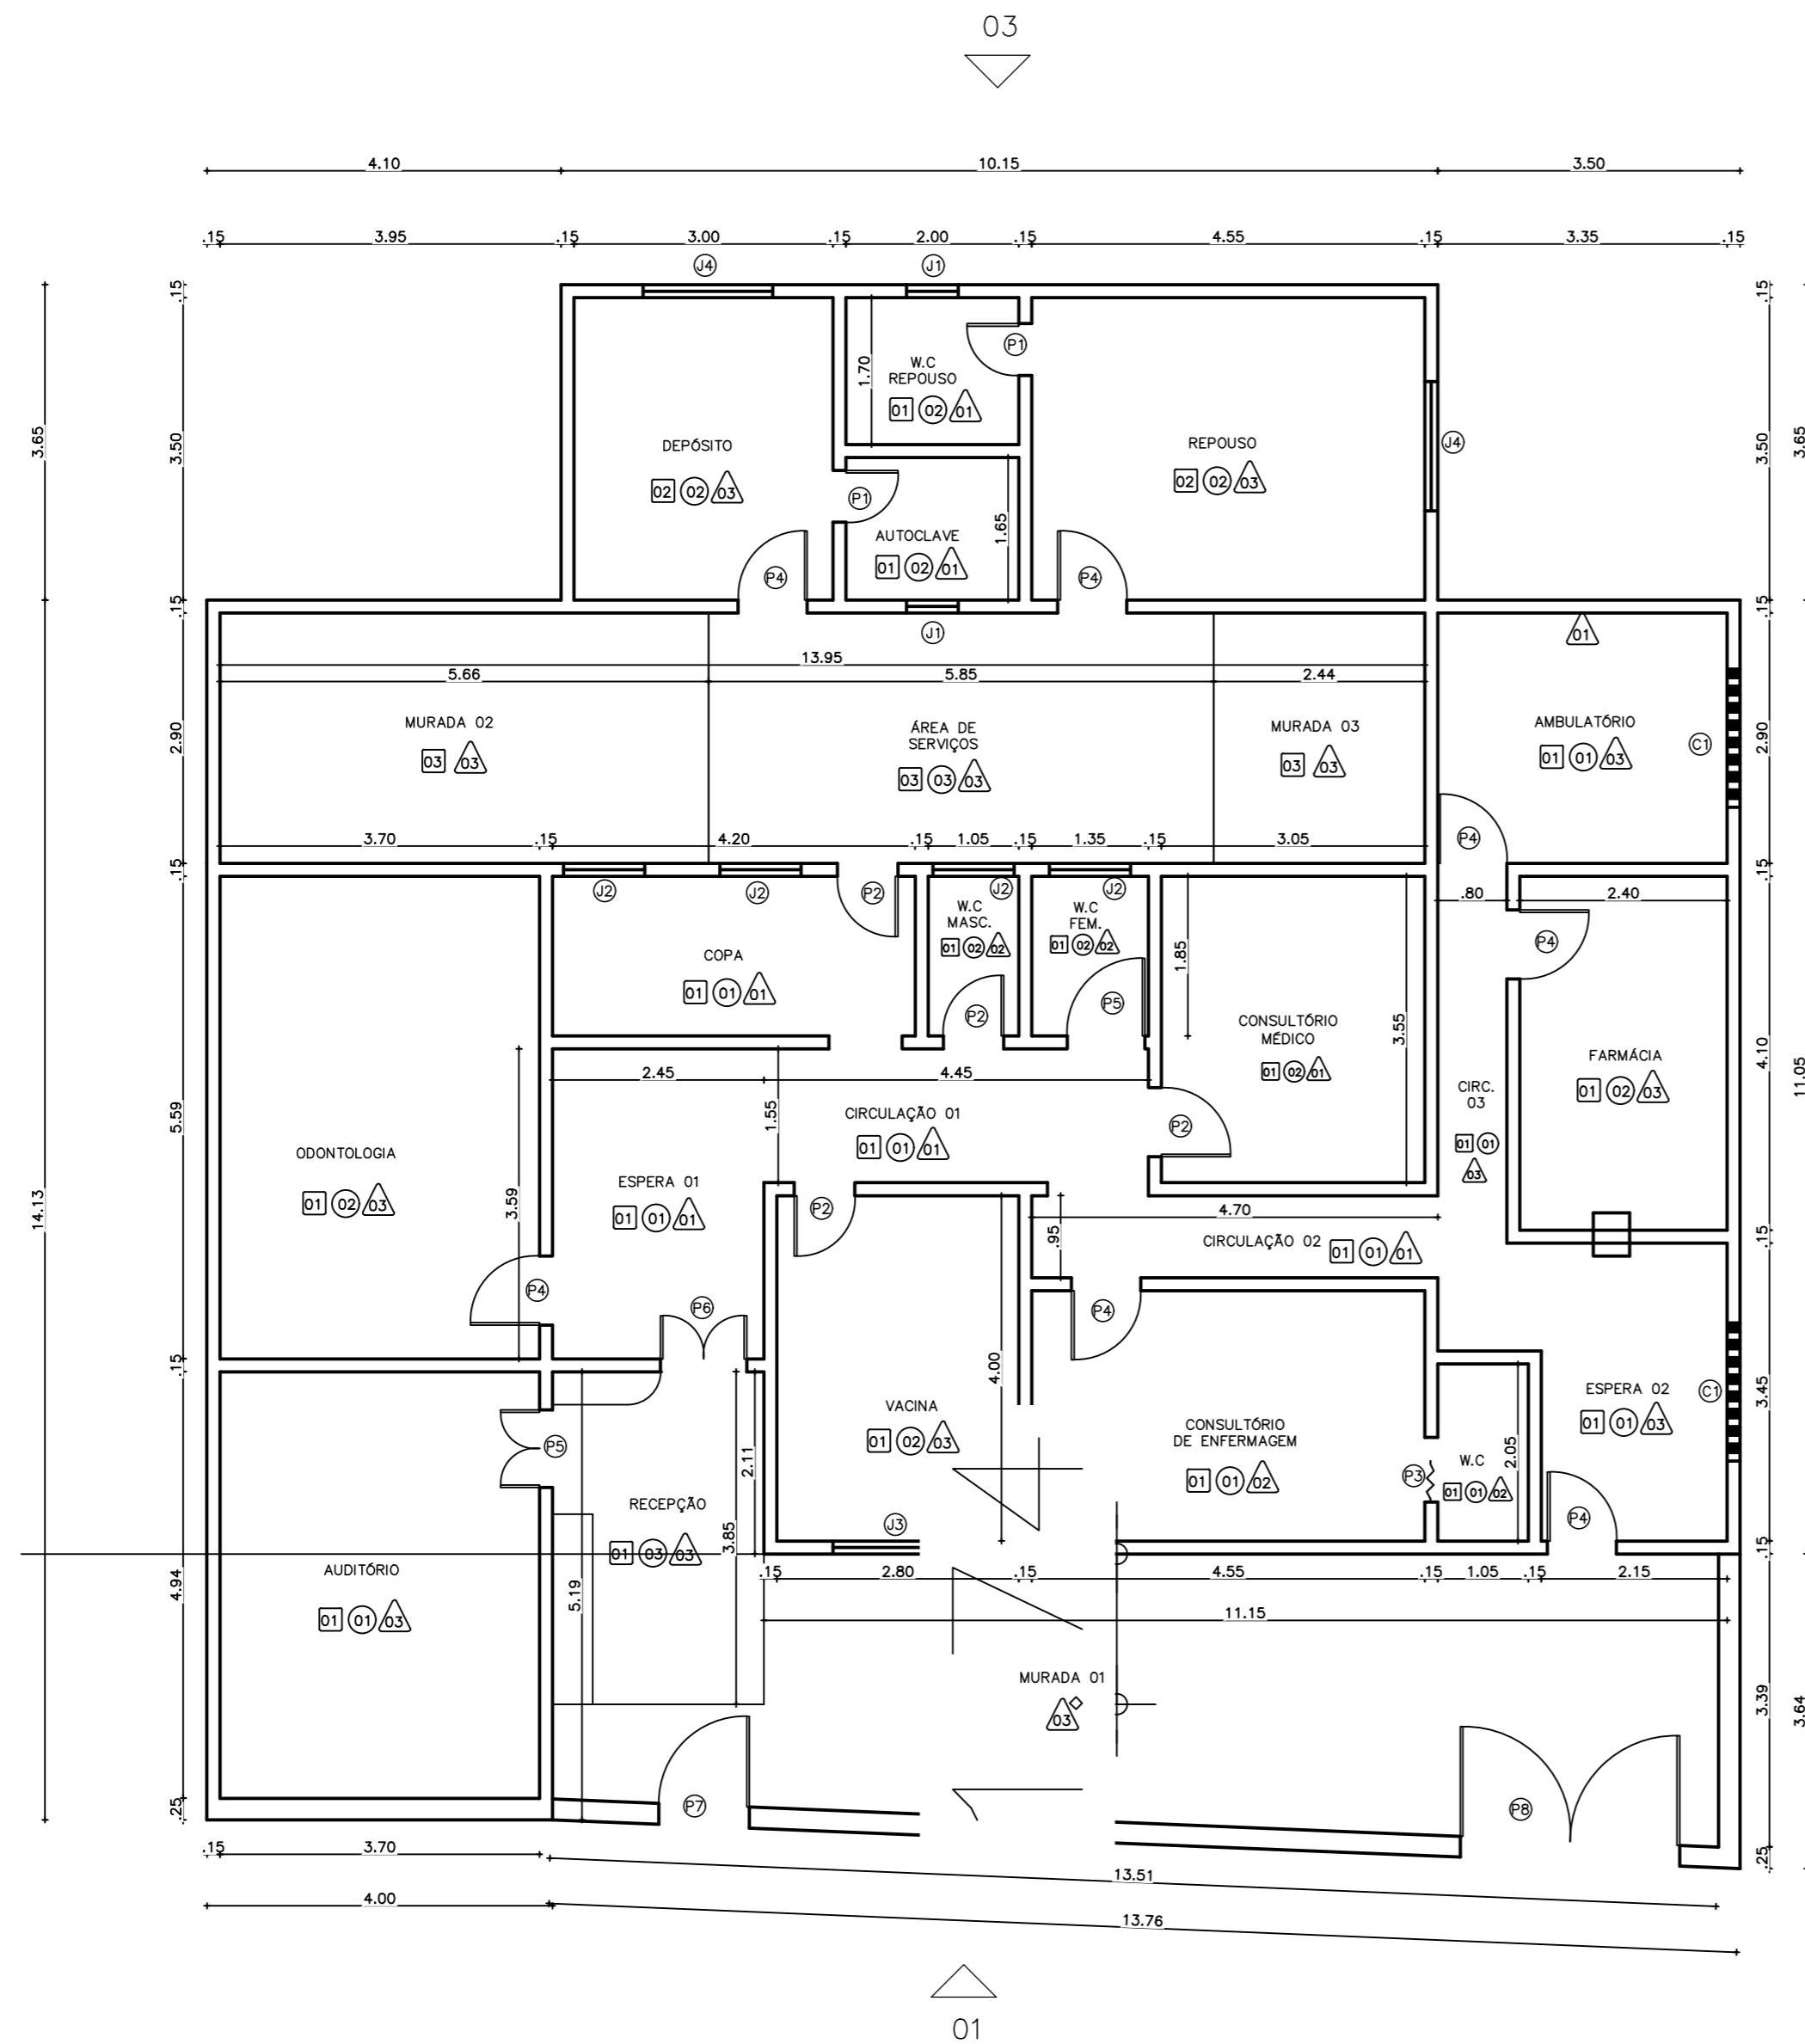 03
4.10 10.15 3.50
.15 3.95 .15 3.00 .15 2.00 .15 4.55 .15 3.35 .15
J4 J1
.15 .15
P1
W.C
REPOUSO
1.70
01 02 01
3.65 3.50 DEPÓSITO REPOUSO J4 3.50 3.65
02 02 03 02 02 03
P1
AUTOCLAVE 1.65
01 02 01
P4 P4
.15 .15
J1 01
13.95
5.66 5.85 2.44
MURADA 02 ÁREA DE
SERVIÇOS MURADA 03 AMBULATÓRIO
2.90 C1 2.90
03 03 03 03 03 03 03 01 01 03
3.70 .15 4.20 .15 1.05 .15 1.35 .15 3.05 P4
.15 .15
J2 J2 P2 J2 J2 .80 2.40
W.C
MASC.
01 02 02
W.C
FEM.
01 02 02
COPA 1.85 P4
01 01 01
P2 P5
CONSULTÓRIO
MÉDICO
3.55
01 02 01
FARMÁCIA
4.10 11.05
01 02 03
2.45 4.45
CIRC.
03
01 01
03
5.59 1.55 CIRCULAÇÃO 01 P2
01 01 01
ODONTOLOGIA
01 02 03
14.13 3.59 ESPERA 01
01 01 01
P2 4.70
.95 CIRCULAÇÃO 02 01 01 01 .15
P4 P6 P4
.15
4.00
VACINA
01 02 03
CONSULTÓRIO
DE ENFERMAGEM
01 01 02
ESPERA 02 C1 3.45
01 01 03
P5 2.11 P3 W.C 2.05
01 01 02
RECEPÇÃO
01 03 03
3.85 J3 P4
.15
AUDITÓRIO
01 01 03
4.94 5.19
.15 2.80 .15 4.55 .15 1.05 .15 2.15
11.15
MURADA 01
03
3.39 3.64
.25 P7 P8 .25
.15 3.70
13.51
4.00
13.76
01